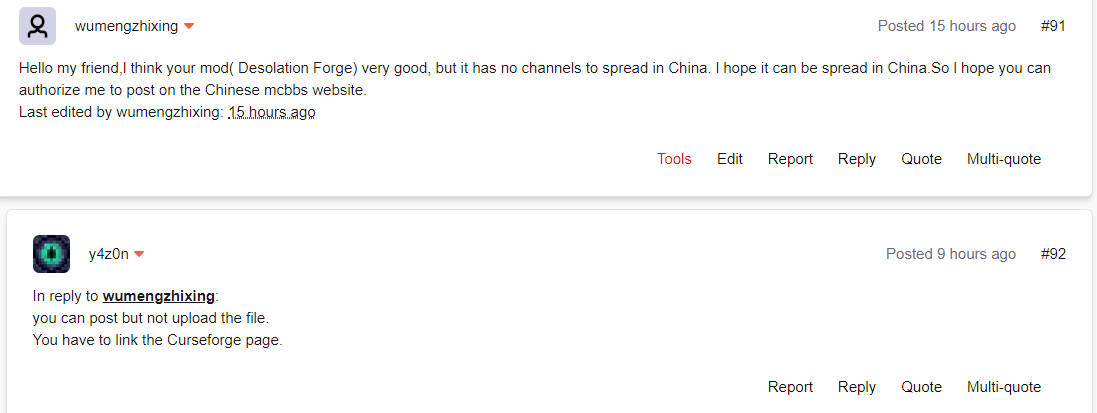 wumengzhixing
Posted 15 hours ago
#91
Hello my friend,I think your mod( Desolation Forge) very good, but it has no channels to spread in China. I hope it can be spread in China.So I hope you can
authorize me to post on the Chinese mcbbs website.
Last edited by wumengzhixing: 15 hours ago
Tools Edit Report Reply Quote Multi-quote
y4z0n
Posted 9 hours ago
#92
In reply to wumengzhixing:
you can post but not upload the file.
You have to link the Curseforge page.
Report Reply Quote Multi-quote